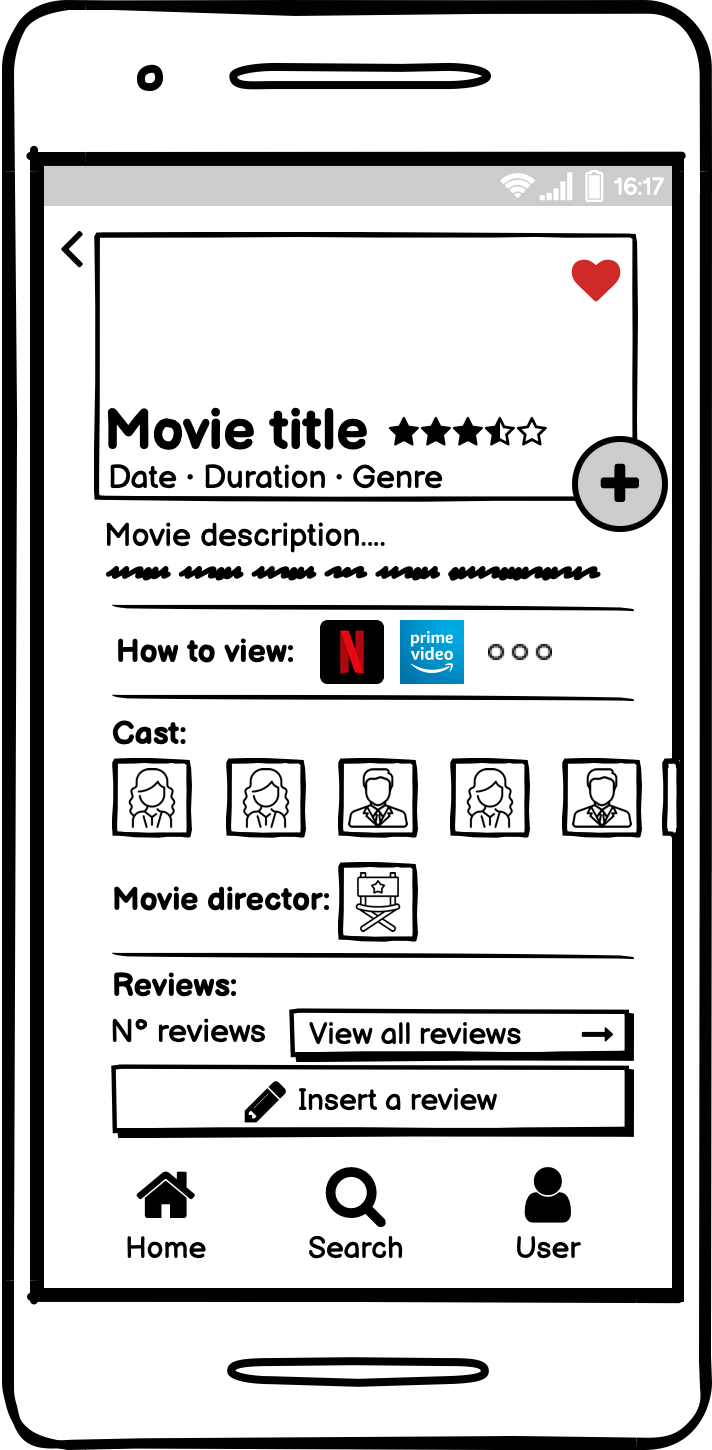 16:17
Movie title
Date · Duration · Genre
Movie description....
How to view: N prime video
Cast:
Movie director:
Reviews:
N° reviews View all reviews →
Insert a review
Home Search User